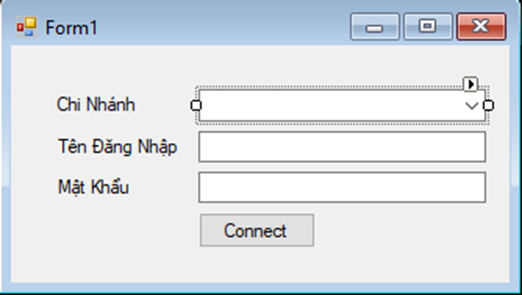 Form1
Chi Nhánh
Tên Đăng Nhập
Mật Khẩu
Connect